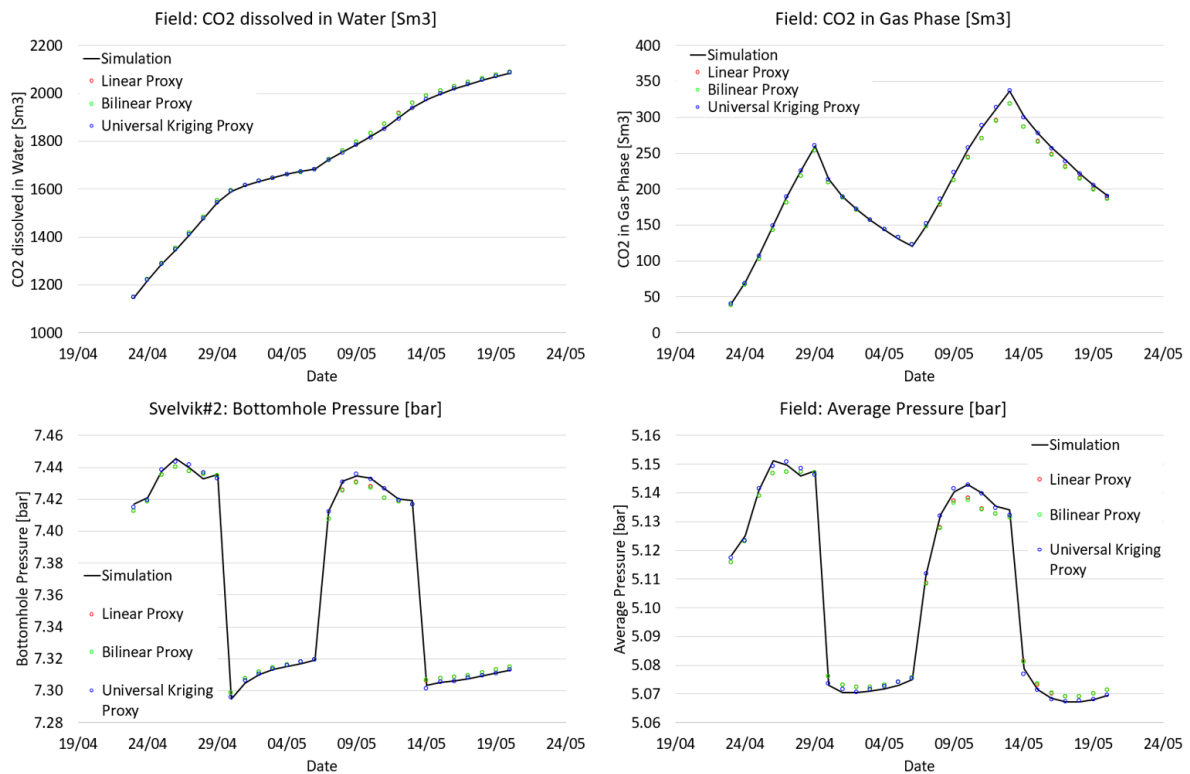 Field: CO2 dissolved in Water [Sm3]
2200
2000
1800
1600
1400
1200
1000
CO2 dissolved in Water [Sm3]
Simulation
Linear Proxy
Bilinear Proxy
Universal Kriging Proxy
19/04 24/04 29/04 04/05 09/05 14/05 19/05 24/05
Date
Field: CO2 in Gas Phase [Sm3]
400
350
300
250
200
150
100
50
0
CO2 in Gas Phase [Sm3]
Simulation
Linear Proxy
Bilinear Proxy
Universal Kriging Proxy
19/04 24/04 29/04 04/05 09/05 14/05 19/05 24/05
Date
Svelvik#2: Bottomhole Pressure [bar]
7.46
7.44
7.42
7.40
7.38
7.36
7.34
7.32
7.30
7.28
Bottomhole Pressure [bar]
Simulation
Linear Proxy
Bilinear Proxy
Universal Kriging
Proxy
19/04 24/04 29/04 04/05 09/05 14/05 19/05 24/05
Date
Field: Average Pressure [bar]
5.16
5.15
5.14
5.13
5.12
5.11
5.10
5.09
5.08
5.07
5.06
Average Pressure [bar]
Simulation
Linear Proxy
Bilinear Proxy
Universal Kriging
Proxy
19/04 24/04 29/04 04/05 09/05 14/05 19/05 24/05
Date